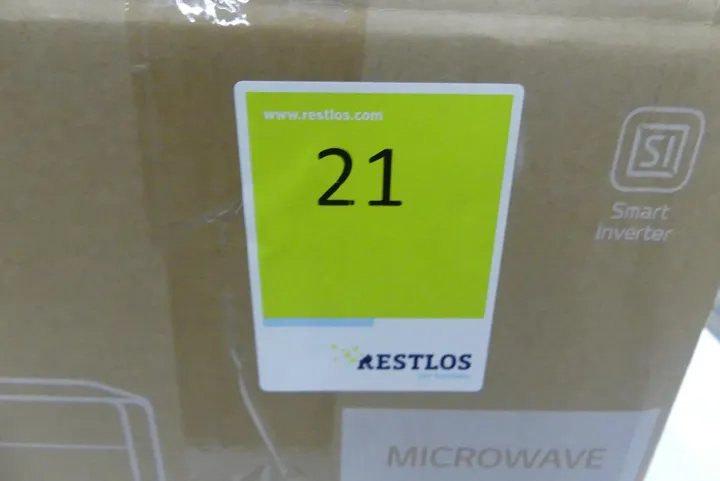 www.restlos.com
21
SI
Smart
Inverter
RESTLOS
MICROWAVE